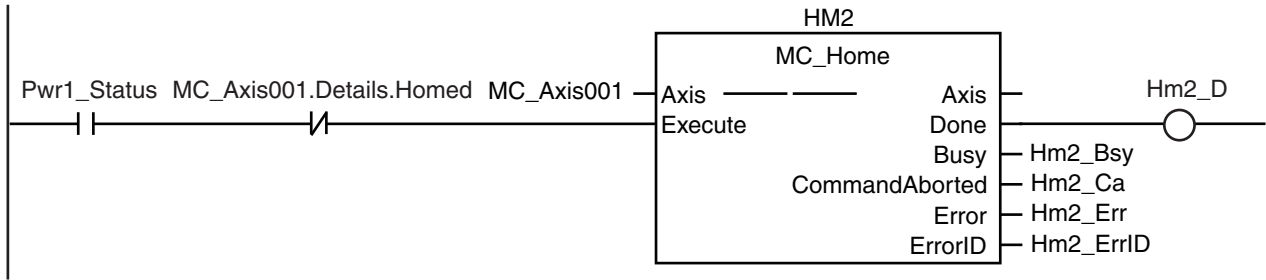 HM2
MC_Home
Pwr1_Status MC_Axis001.Details.Homed MC_Axis001 Axis Axis Hm2_D
Execute Done
Busy Hm2_Bsy
CommandAborted Hm2_Ca
Error Hm2_Err
ErrorID Hm2_ErrID